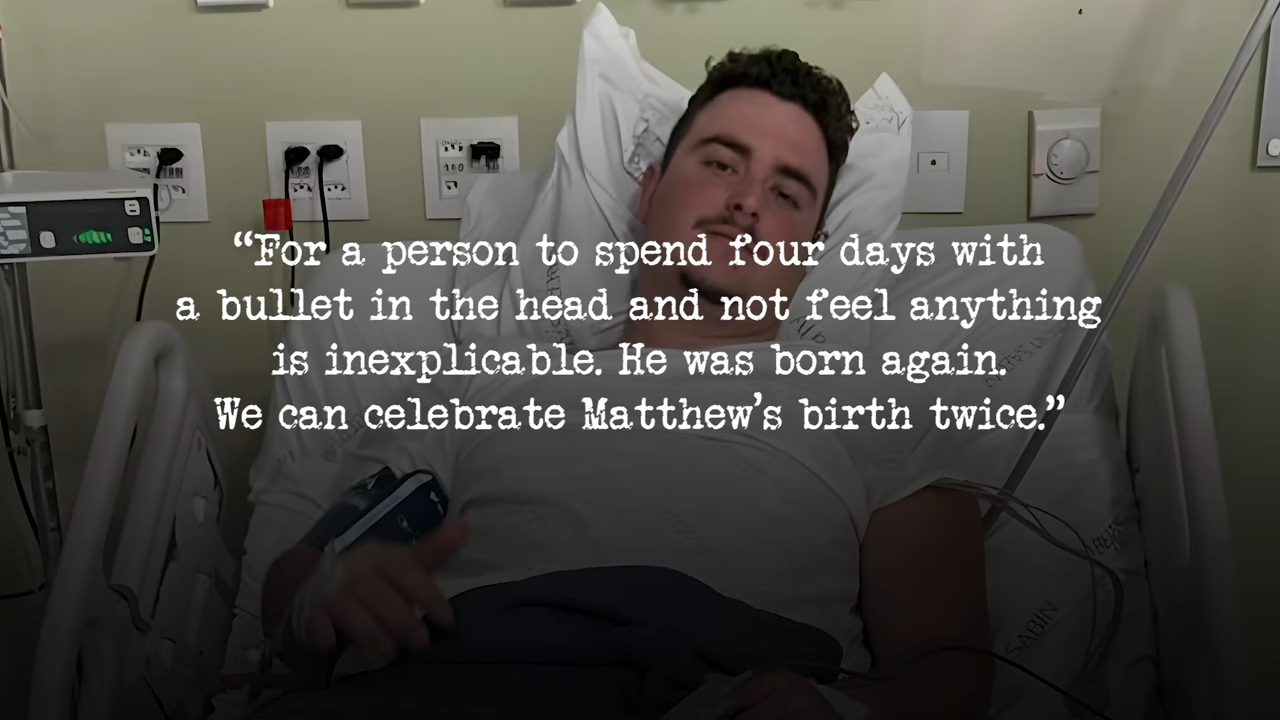 “For a person to spend four days with
a bullet in the head and not feel anything
is inexplicable. He was born again.
We can celebrate Matthew’s birth twice.”
SABIN